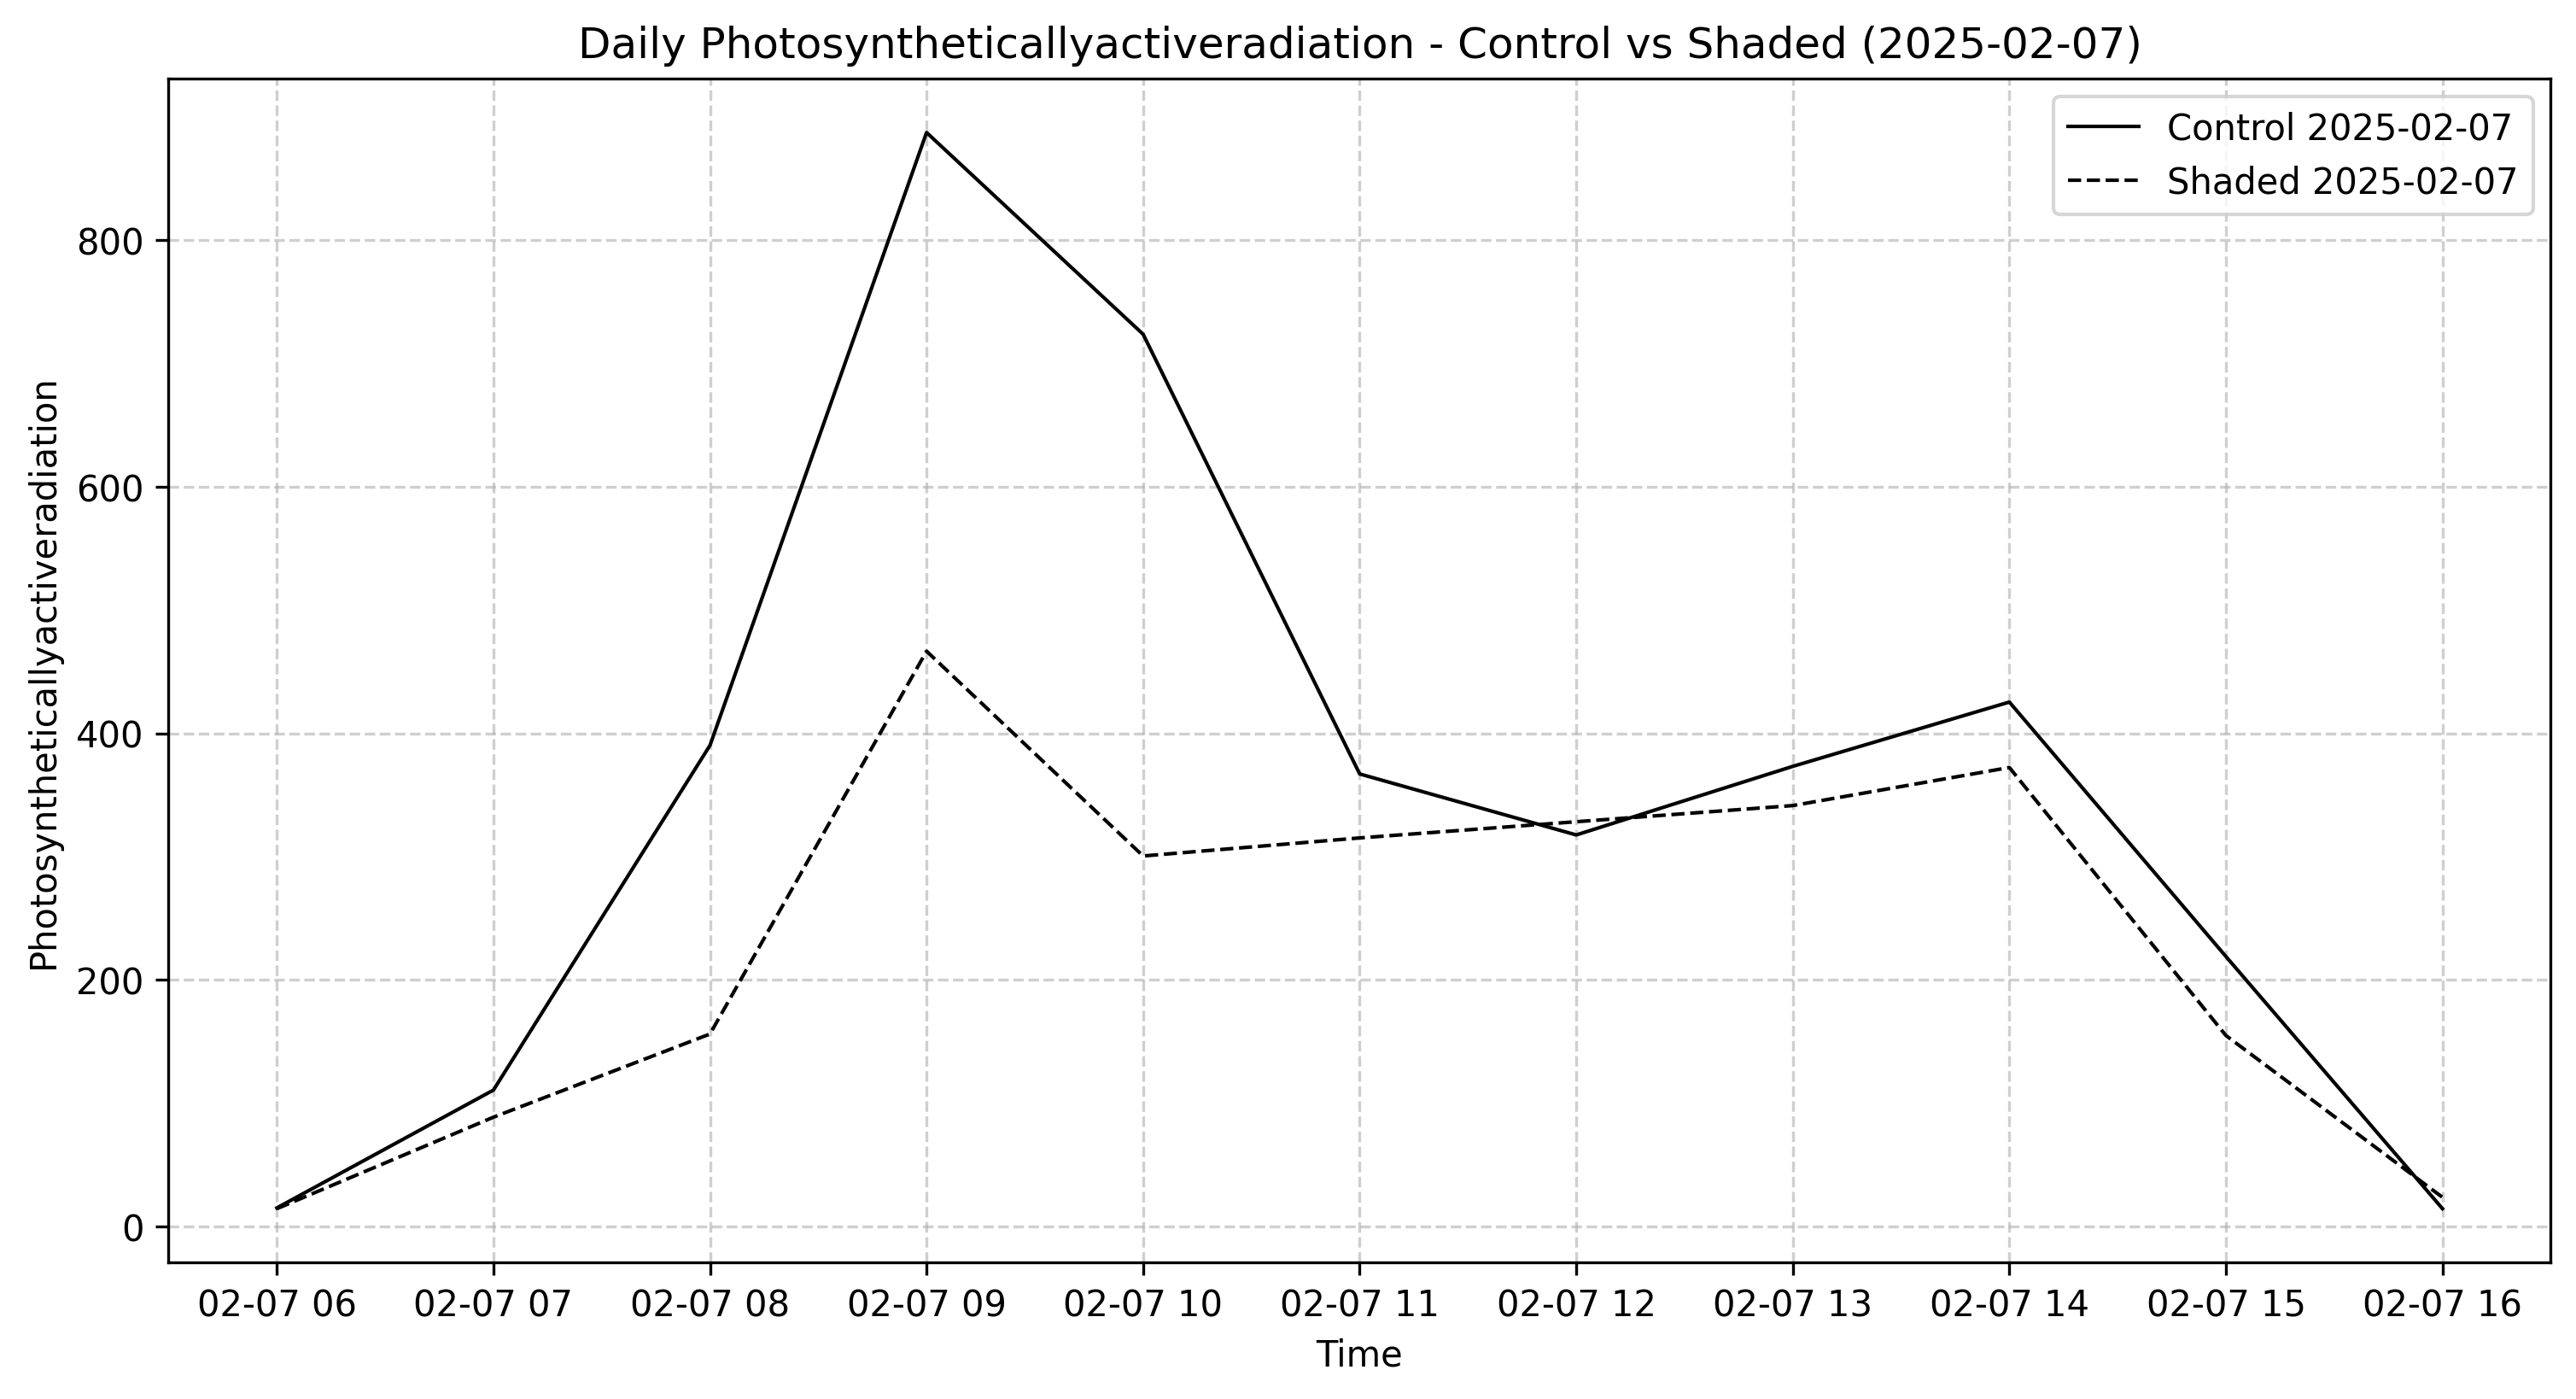 Daily Photosyntheticallyactiveradiation - Control vs Shaded (2025-02-07)
Control 2025-02-07
Shaded 2025-02-07
Photosyntheticallyactiveradiation
800
600
400
200
0
02-07 06 02-07 07 02-07 08 02-07 09 02-07 10 02-07 11 02-07 12 02-07 13 02-07 14 02-07 15 02-07 16
Time